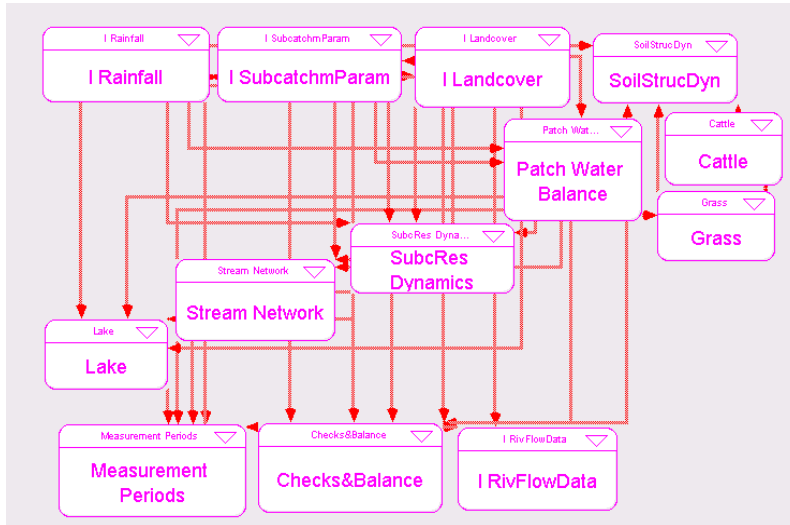 I Rainfall
I Rainfall
I SubcatchmParam
I SubcatchmParam
I Landcover
I Landcover
SoilStrucDyn
SoilStrucDyn
Cattle
Cattle
Patch Wat...
Patch Water
Balance
Grass
Grass
SubcRes Dyna...
SubcRes
Dynamics
Stream Network
Stream Network
Lake
Lake
Measurement Periods
Measurement
Periods
Checks&Balance
Checks&Balance
I RivFlowData
I RivFlowData